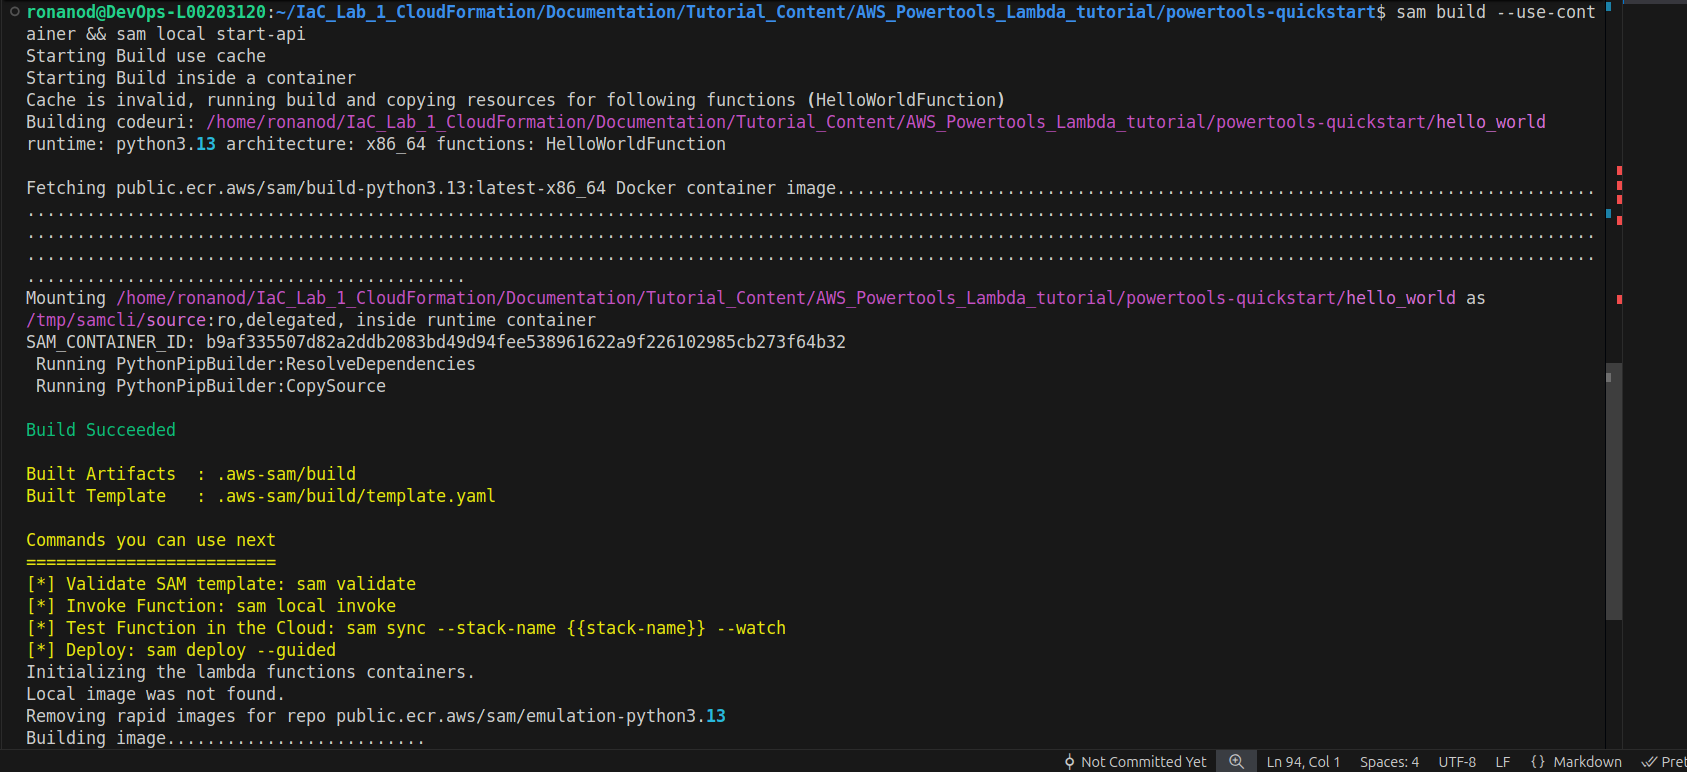 ronanod@DevOps-L00203120:~/IaC_Lab_1_CloudFormation/Documentation/Tutorial_Content/AWS_Powertools_Lambda_tutorial/powertools-quickstart$ sam build --use-cont
ainer && sam local start-api
Starting Build use cache
Starting Build inside a container
Cache is invalid, running build and copying resources for following functions (HelloWorldFunction)
Building codeuri: /home/ronanod/IaC_Lab_1_CloudFormation/Documentation/Tutorial_Content/AWS_Powertools_Lambda_tutorial/powertools-quickstart/hello_world
runtime: python3.13 architecture: x86_64 functions: HelloWorldFunction
Fetching public.ecr.aws/sam/build-python3.13:latest-x86_64 Docker container image............................................................................
.............................................................................................................................................................
.............................................................................................................................................................
.............................................................................................................................................................
............................................
Mounting /home/ronanod/IaC_Lab_1_CloudFormation/Documentation/Tutorial_Content/AWS_Powertools_Lambda_tutorial/powertools-quickstart/hello_world as
/tmp/samcli/source:ro,delegated, inside runtime container
SAM_CONTAINER_ID: b9af335507d82a2ddb2083bd49d94fee538961622a9f226102985cb273f64b32
Running PythonPipBuilder:ResolveDependencies
Running PythonPipBuilder:CopySource
Build Succeeded
Built Artifacts  : .aws-sam/build
Built Template   : .aws-sam/build/template.yaml
Commands you can use next
=========================
[*] Validate SAM template: sam validate
[*] Invoke Function: sam local invoke
[*] Test Function in the Cloud: sam sync --stack-name {{stack-name}} --watch
[*] Deploy: sam deploy --guided
Initializing the lambda functions containers.
Local image was not found.
Removing rapid images for repo public.ecr.aws/sam/emulation-python3.13
Building image..........................
Not Committed Yet Ln 94, Col 1 Spaces: 4 UTF-8 LF {} Markdown Pret